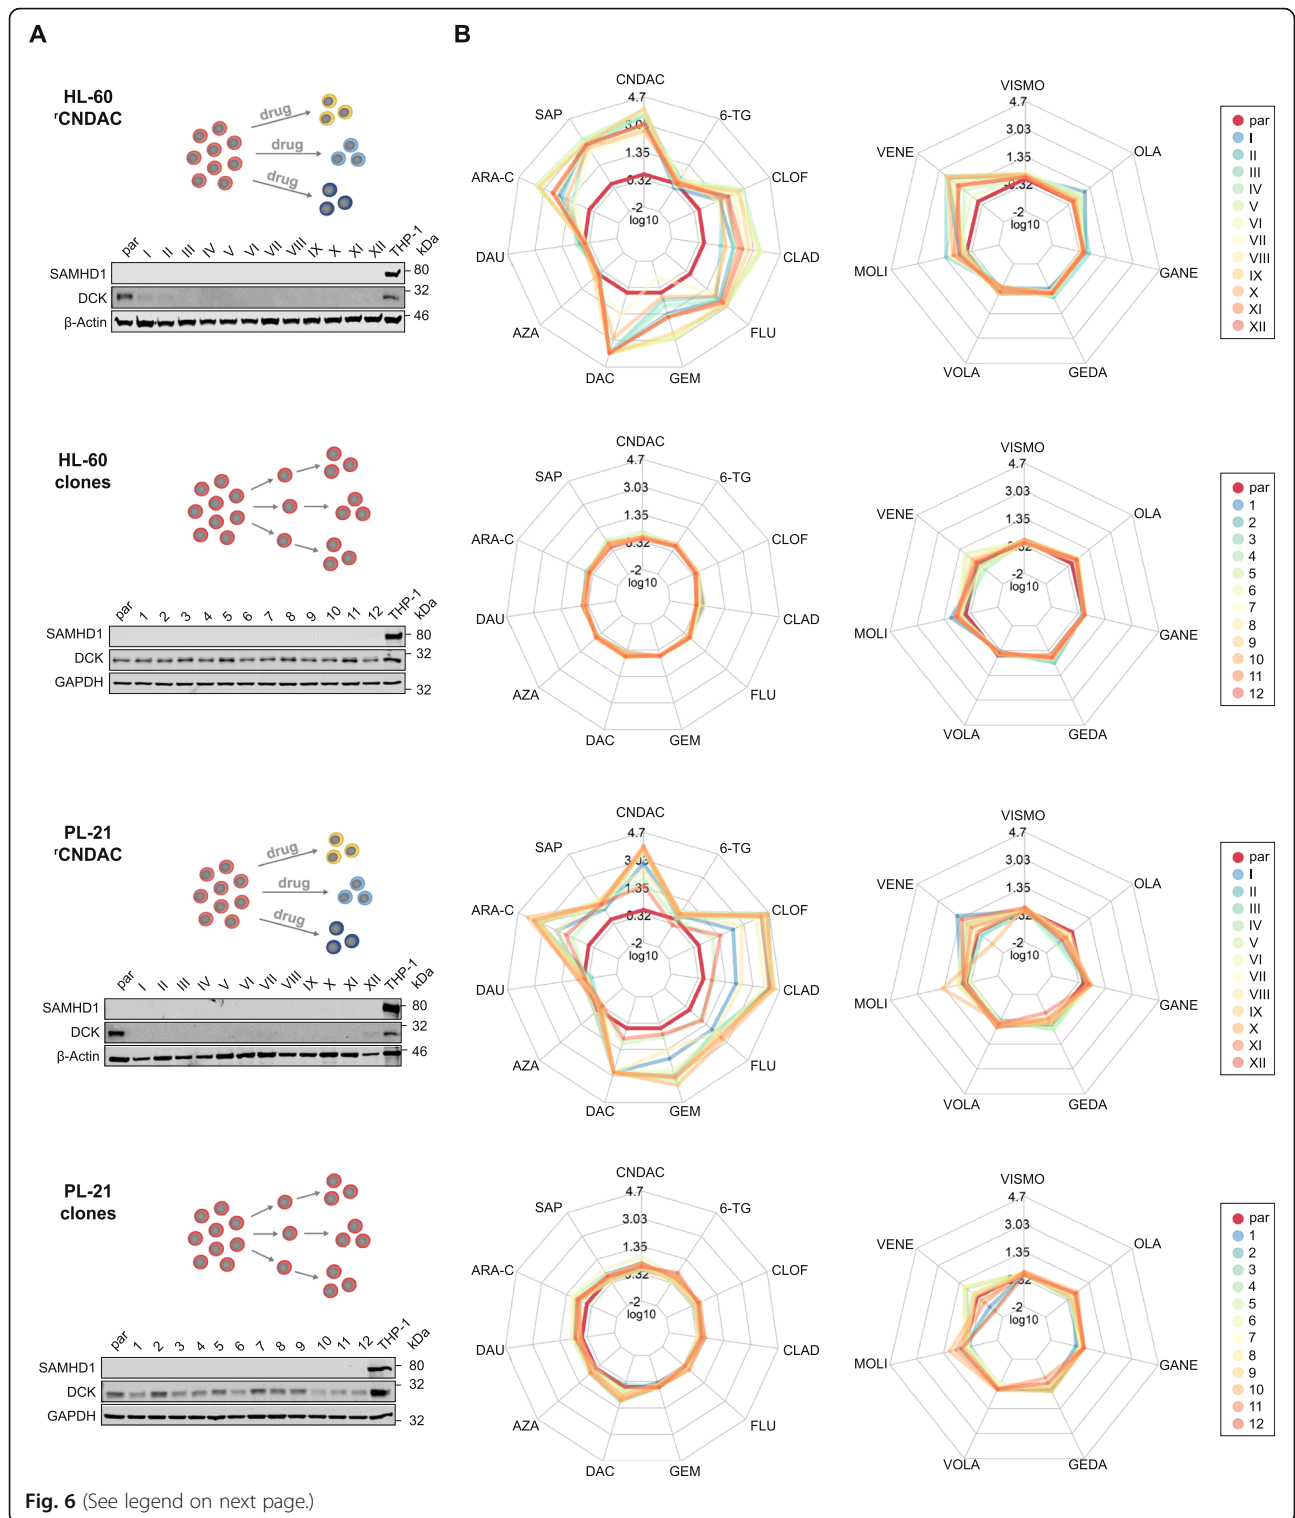 A
B
HL-60
rCNDAC
drug
drug
drug
par I II III IV V VI VII VIII IX X XI XII THP-1 kDa
SAMHD1
80
DCK
32
β-Actin
46
CNDAC
4.7
1.35
0.32
-2
log10
6-TG
CLOF
CLAD
FLU
GEM
DAC
AZA
DAU
ARA-C
SAP
VISMO
4.7
3.03
1.35
-0.32
-2
log10
OLA
GANE
GEDA
VOLA
MOLI
VENE
par
I
II
III
IV
V
VI
VII
VIII
IX
X
XI
XII
HL-60
clones
par 1 2 3 4 5 6 7 8 9 10 11 12 THP-1 kDa
SAMHD1
80
DCK
32
GAPDH
32
CNDAC
4.7
3.03
1.35
-2
log10
6-TG
CLOF
CLAD
FLU
GEM
DAC
AZA
DAU
ARA-C
SAP
VISMO
4.7
3.03
1.35
-2
log10
OLA
GANE
GEDA
VOLA
MOLI
VENE
par
1
2
3
4
5
6
7
8
9
10
11
12
PL-21
rCNDAC
drug
drug
drug
par I II III IV V VI VII VIII IX X XI XII THP-1 kDa
SAMHD1
80
DCK
32
β-Actin
46
CNDAC
4.7
1.35
0.32
-2
log10
6-TG
CLOF
CLAD
FLU
GEM
DAC
AZA
DAU
ARA-C
SAP
VISMO
4.7
3.03
1.35
-2
log10
OLA
GANE
GEDA
VOLA
MOLI
VENE
par
I
II
III
IV
V
VI
VII
VIII
IX
X
XI
XII
PL-21
clones
par 1 2 3 4 5 6 7 8 9 10 11 12 THP-1 kDa
SAMHD1
80
DCK
32
GAPDH
32
CNDAC
4.7
3.03
1.35
-2
log10
6-TG
CLOF
CLAD
FLU
GEM
DAC
AZA
DAU
ARA-C
SAP
VISMO
4.7
3.03
1.35
-2
log10
OLA
GANE
GEDA
VOLA
MOLI
VENE
par
1
2
3
4
5
6
7
8
9
10
11
12
Fig. 6 (See legend on next page.)